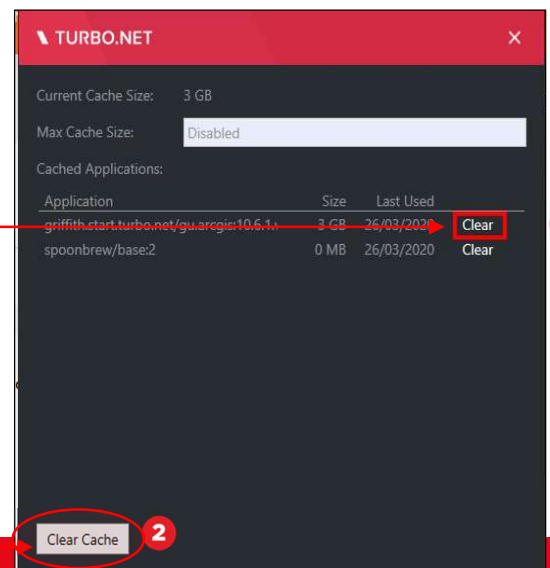 TURBO.NET
Current Cache Size: 3 GB
Max Cache Size: Disabled
Cached Applications:
Application Size Last Used
griffith.start.turbo.net/gu.arcgis:10.6.1. 3 GB 26/03/2020 Clear
spoonbrew/base:2 0 MB 26/03/2020 Clear
Clear Cache 2